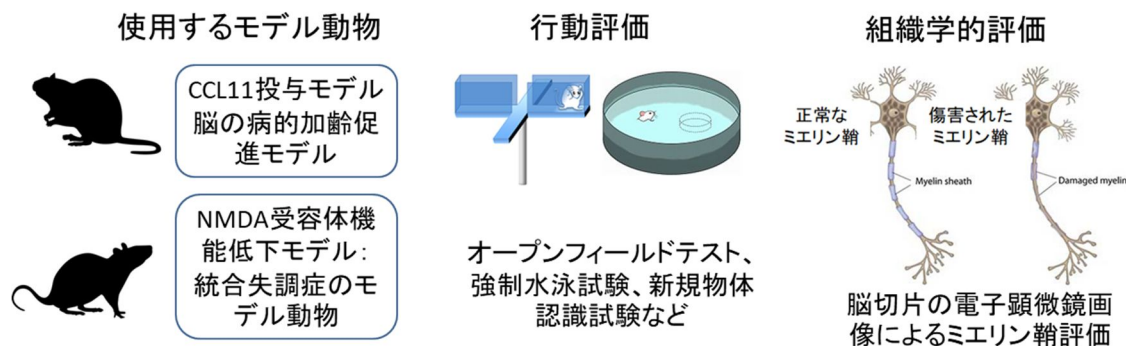 使用するモデル動物
行動評価
組織学的評価
CCL11投与モデル
脳の病的加齢促
進モデル
NMDA受容体機
能低下モデル:
統合失調症のモ
デル動物
オープンフィールドテスト、
強制水泳試験、新規物体
認識試験など
正常な
ミエリン鞘
傷害された
ミエリン鞘
Myelin sheath
Damaged myelin
脳切片の電子顕微鏡画
像によるミエリン鞘評価